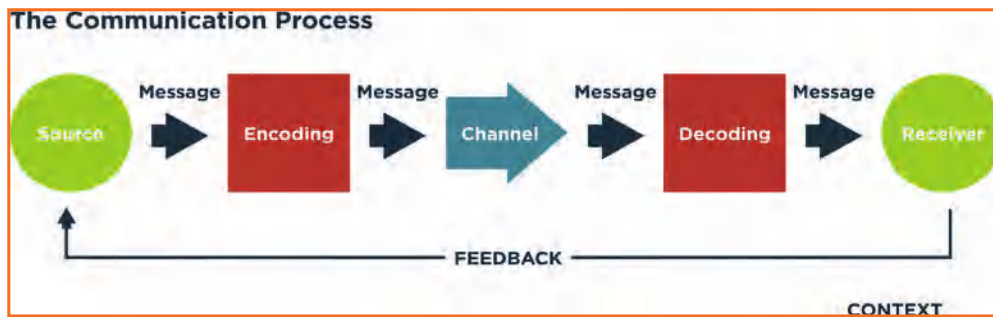 The Communication Process
Message Message Message Message
Source Encoding Channel Decoding Receiver
FEEDBACK
CONTEXT